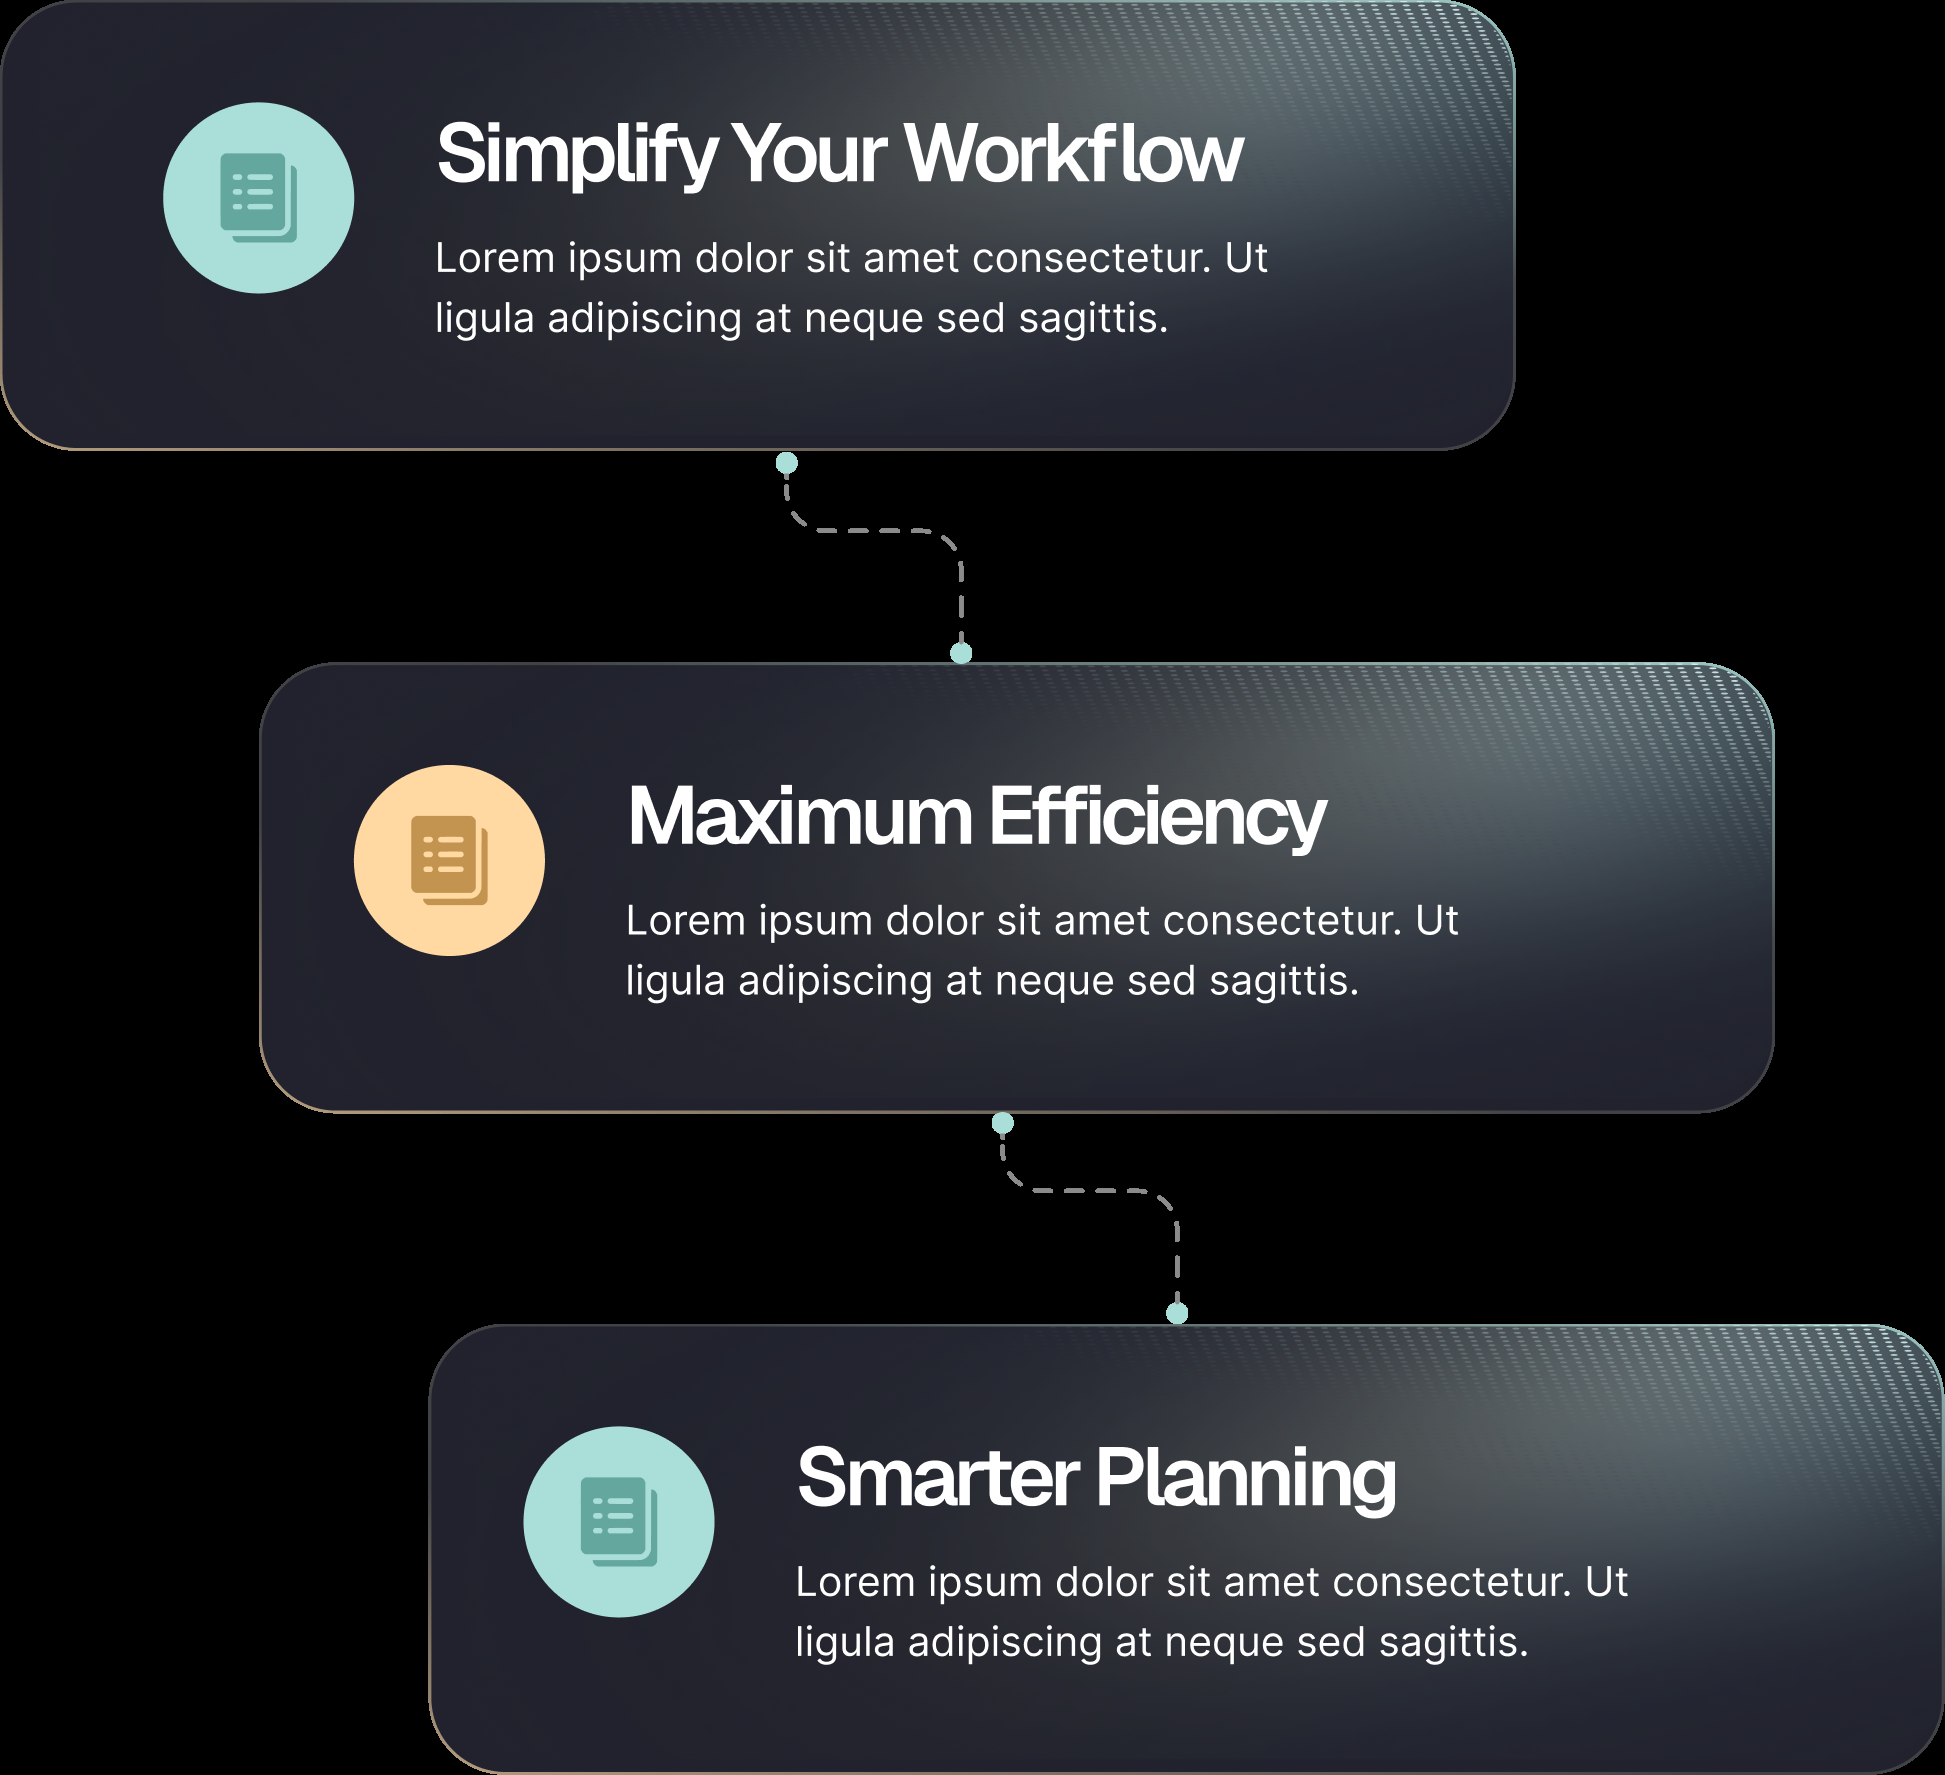 Simplify Your Workflow
Lorem ipsum dolor sit amet consectetur. Ut
ligula adipiscing at neque sed sagittis.
Maximum Efficiency
Lorem ipsum dolor sit amet consectetur. Ut
ligula adipiscing at neque sed sagittis.
Smarter Planning
Lorem ipsum dolor sit amet consectetur. Ut
ligula adipiscing at neque sed sagittis.